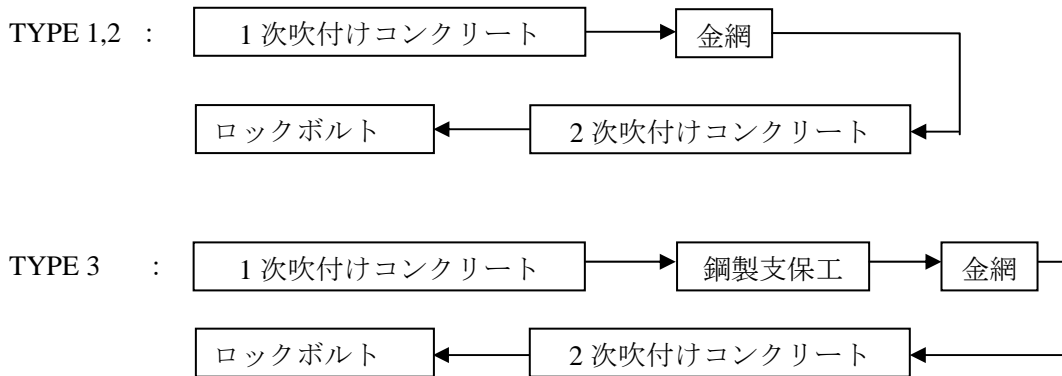 TYPE 1,2 : 1 次吹付けコンクリート 金網
ロックボルト 2 次吹付けコンクリート
TYPE 3 : 1 次吹付けコンクリート 鋼製支保工 金網
ロックボルト 2 次吹付けコンクリート